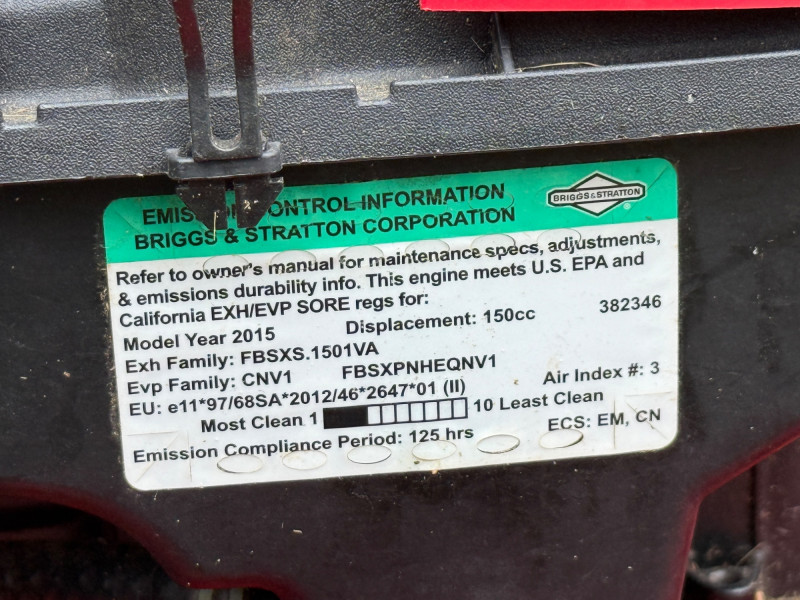 EMISSION CONTROL INFORMATION
BRIGGS & STRATTON CORPORATION
BRIGGS & STRATTON
Refer to owner's manual for maintenance specs, adjustments,
& emissions durability info. This engine meets U.S. EPA and
California EXH/EVP SORE regs for:
382346
Model Year 2015 Displacement: 150cc
Exh Family: FBSXS.1501VA
Evp Family: CNV1 FBSXPNHEQNV1
EU: e11*97/68SA*2012/46*2647*01 (II) Air Index #: 3
Most Clean 1 10 Least Clean
Emission Compliance Period: 125 hrs ECS: EM, CN